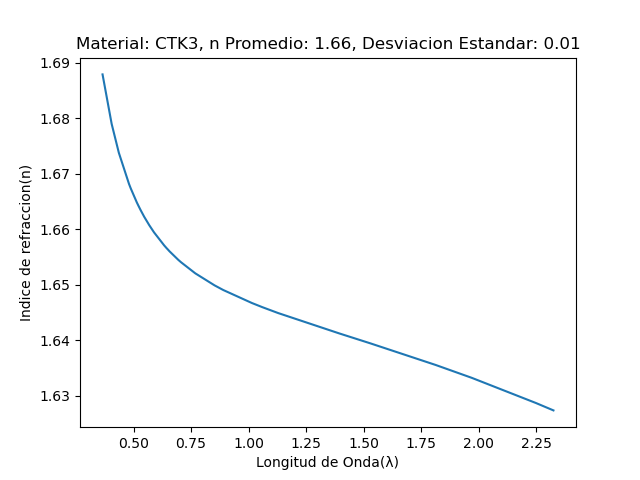 Material: CTK3, n Promedio: 1.66, Desviacion Estandar: 0.01
1.69
1.68
1.67
1.66
1.65
1.64
1.63
Indice de refraccion(n)
0.50 0.75 1.00 1.25 1.50 1.75 2.00 2.25
Longitud de Onda(λ)